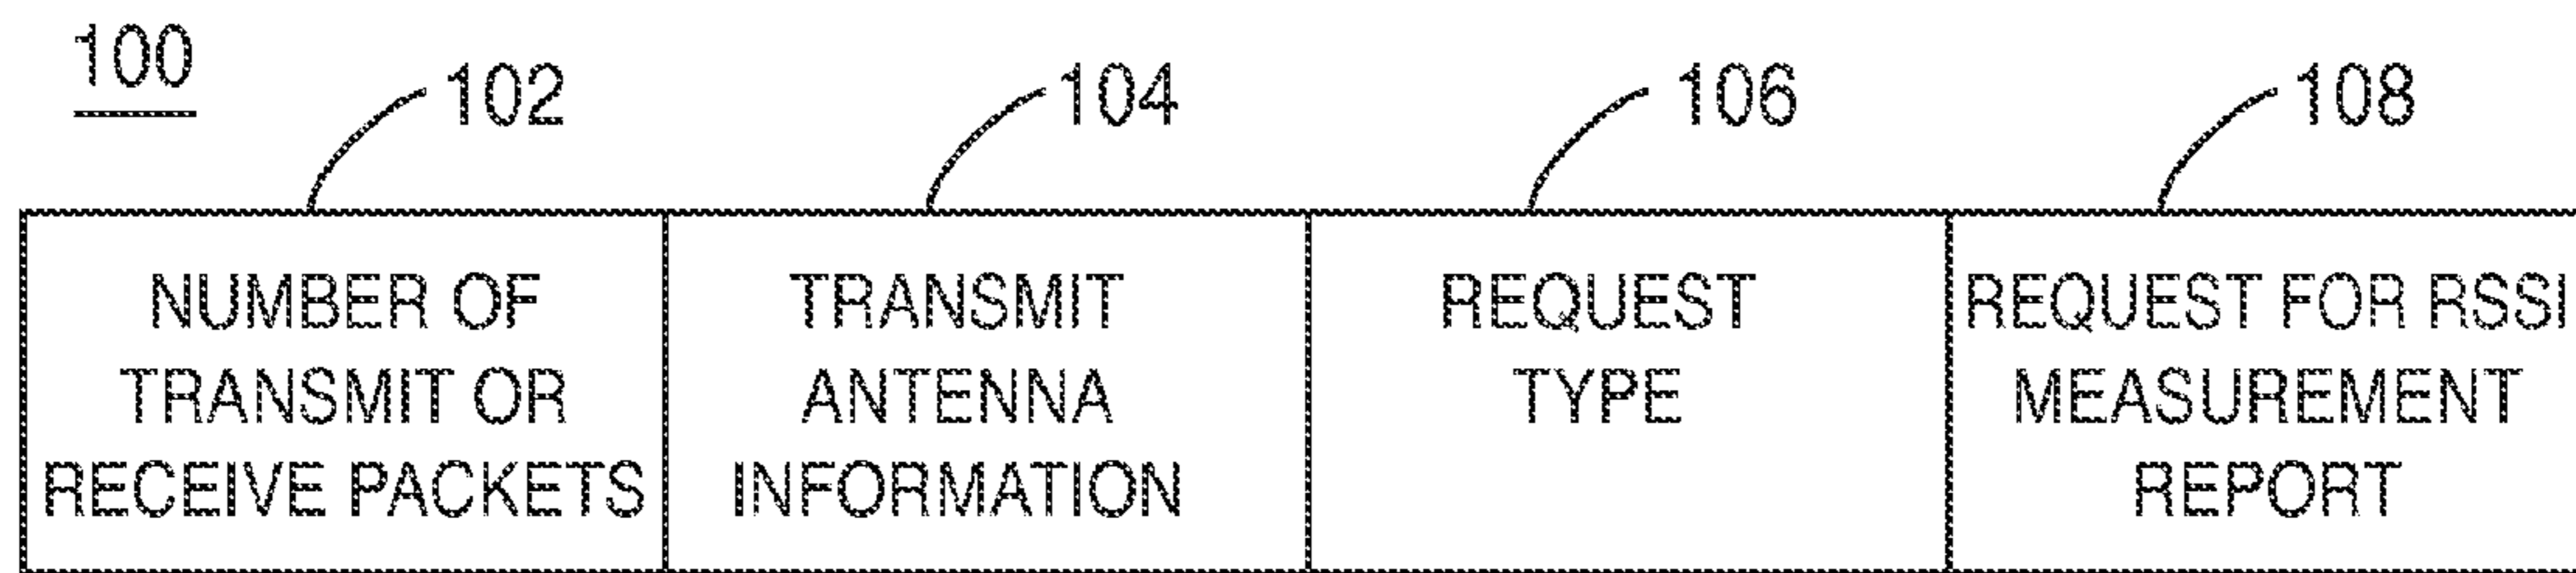 100
102
104
106
108
NUMBER OF
TRANSMIT OR
RECEIVE PACKETS
TRANSMIT
ANTENNA
INFORMATION
REQUEST
TYPE
REQUEST FOR RSSI
MEASUREMENT
REPORT